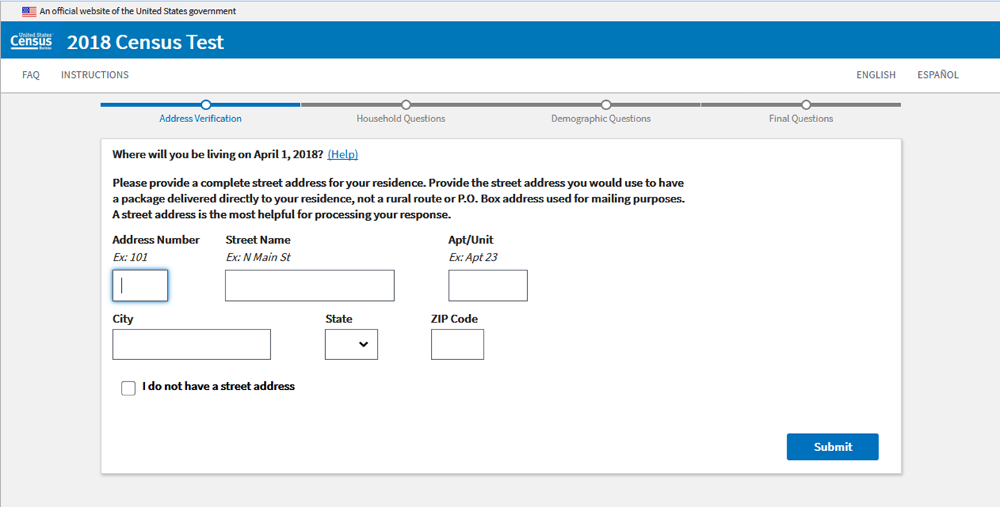 An official website of the United States government
United States™
Census
Bureau
2018 Census Test
FAQ
INSTRUCTIONS
ENGLISH
ESPAÑOL
Address Verification
Household Questions
Demographic Questions
Final Questions
Where will you be living on April 1, 2018? (Help)
Please provide a complete street address for your residence. Provide the street address you would use to have
a package delivered directly to your residence, not a rural route or P.O. Box address used for mailing purposes.
A street address is the most helpful for processing your response.
Address Number
Street Name
Apt/Unit
Ex: 101
Ex: N Main St
Ex: Apt 23
City
State
ZIP Code
I do not have a street address
Submit